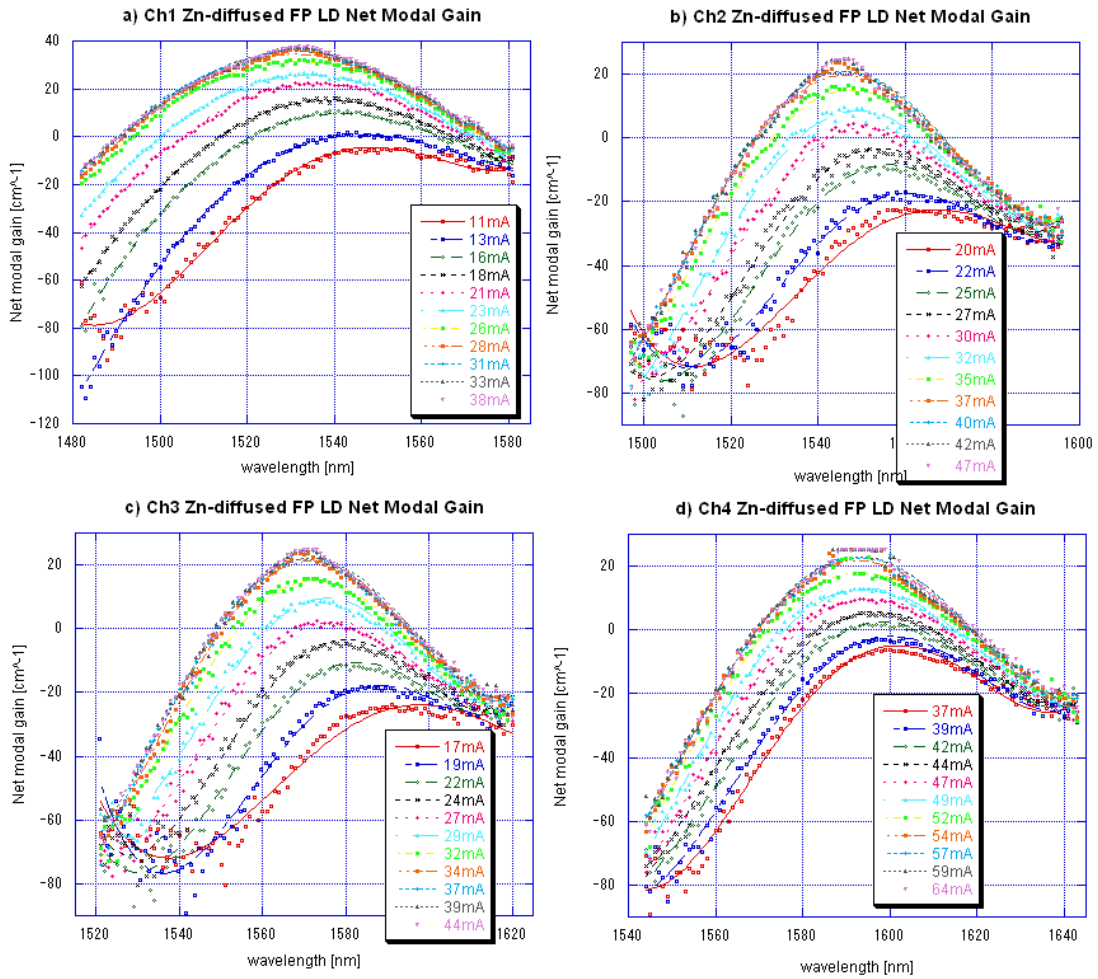 a) Ch1 Zn-diffused FP LD Net Modal Gain
Net modal gain [cm^-1]
40
20
0
-20
-40
-60
-80
-100
-120
1480
1500
1520
1540
1560
1580
wavelength [nm]
11mA
13mA
16mA
18mA
21mA
23mA
26mA
28mA
31mA
33mA
38mA
b) Ch2 Zn-diffused FP LD Net Modal Gain
Net modal gain [cm^-1]
20
0
-20
-40
-60
-80
1500
1520
1540
1600
wavelength [nm]
20mA
22mA
25mA
27mA
30mA
32mA
35mA
37mA
40mA
42mA
47mA
c) Ch3 Zn-diffused FP LD Net Modal Gain
Net modal gain [cm^-1]
20
0
-20
-40
-60
-80
1520
1540
1560
1620
wavelength [nm]
17mA
19mA
22mA
24mA
27mA
29mA
32mA
34mA
37mA
39mA
44mA
d) Ch4 Zn-diffused FP LD Net Modal Gain
Net modal gain [cm^-1]
20
0
-20
-40
-60
-80
1540
1560
1580
1600
1620
1640
wavelength [nm]
37mA
39mA
42mA
44mA
47mA
49mA
52mA
54mA
57mA
59mA
64mA